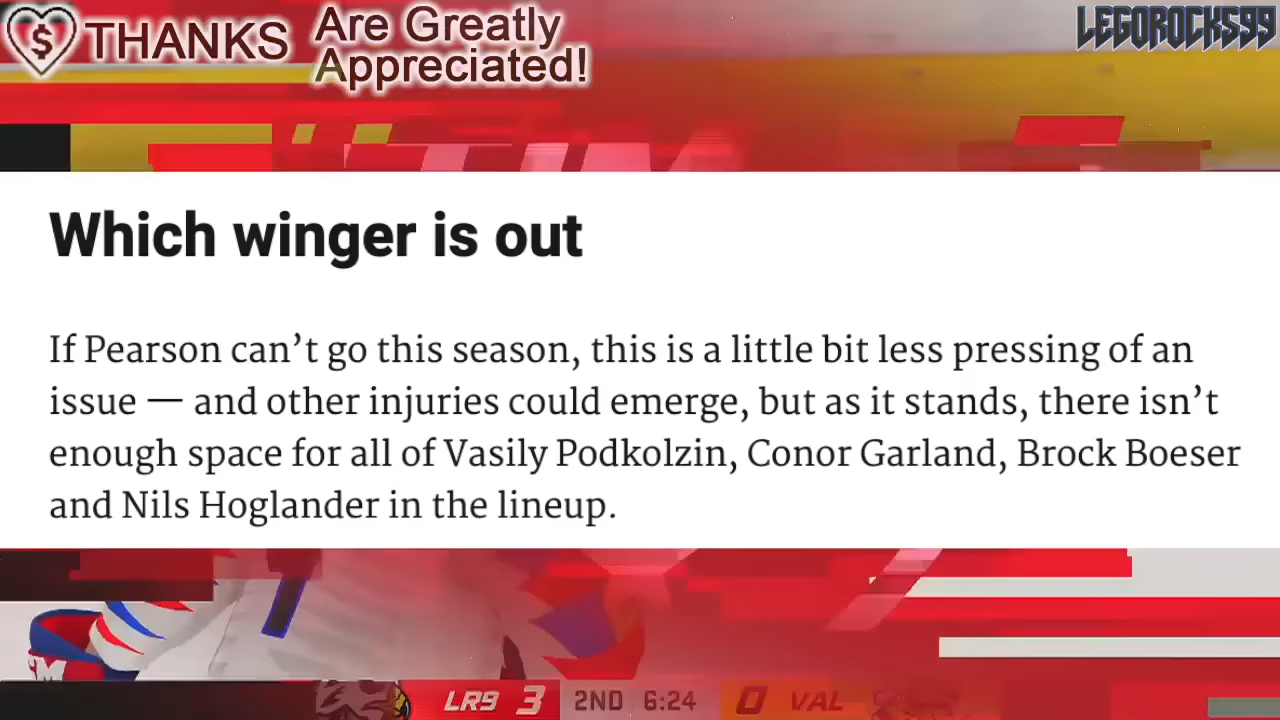 THANKS Are Greatly
Appreciated!
LEGOROCKS99
Which winger is out
If Pearson can’t go this season, this is a little bit less pressing of an
issue — and other injuries could emerge, but as it stands, there isn’t
enough space for all of Vasily Podkolzin, Conor Garland, Brock Boeser
and Nils Hoglander in the lineup.
LR9 3 2ND 6:24 0 VAL